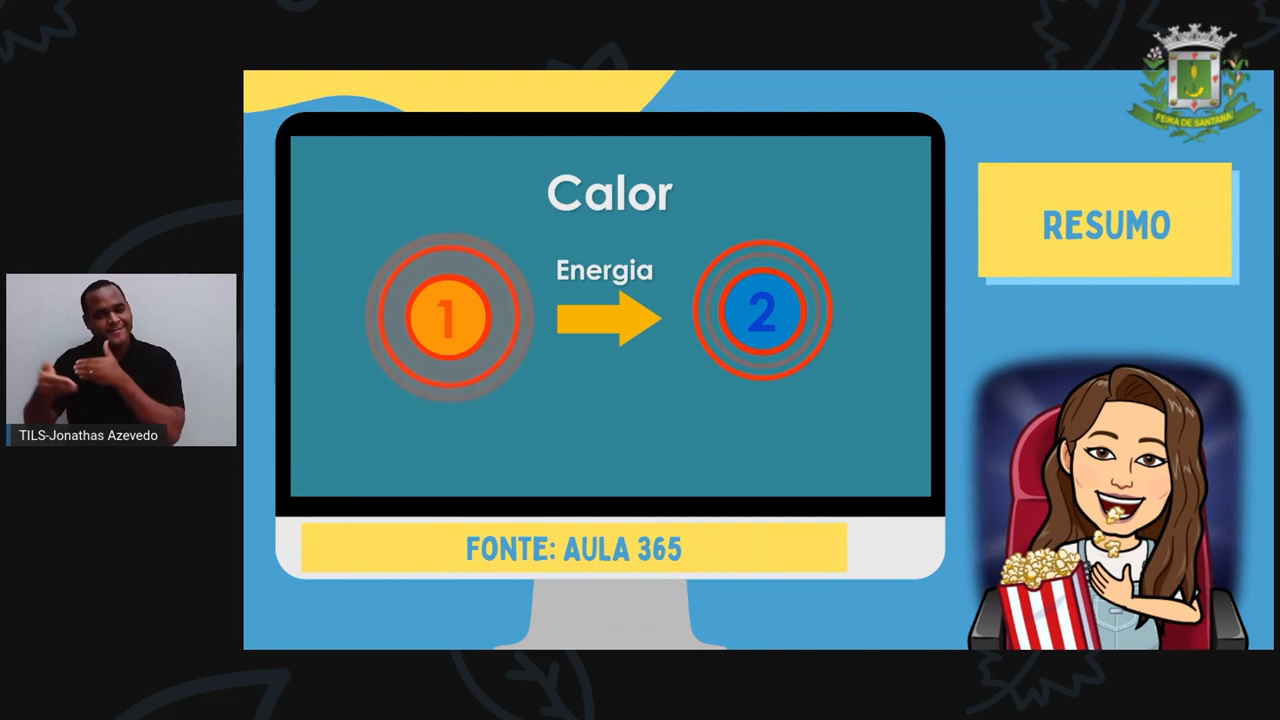 FEIRA DE SANTANA
Calor
RESUMO
Energia
1
2
TILS-Jonathas Azevedo
FONTE: AULA 365